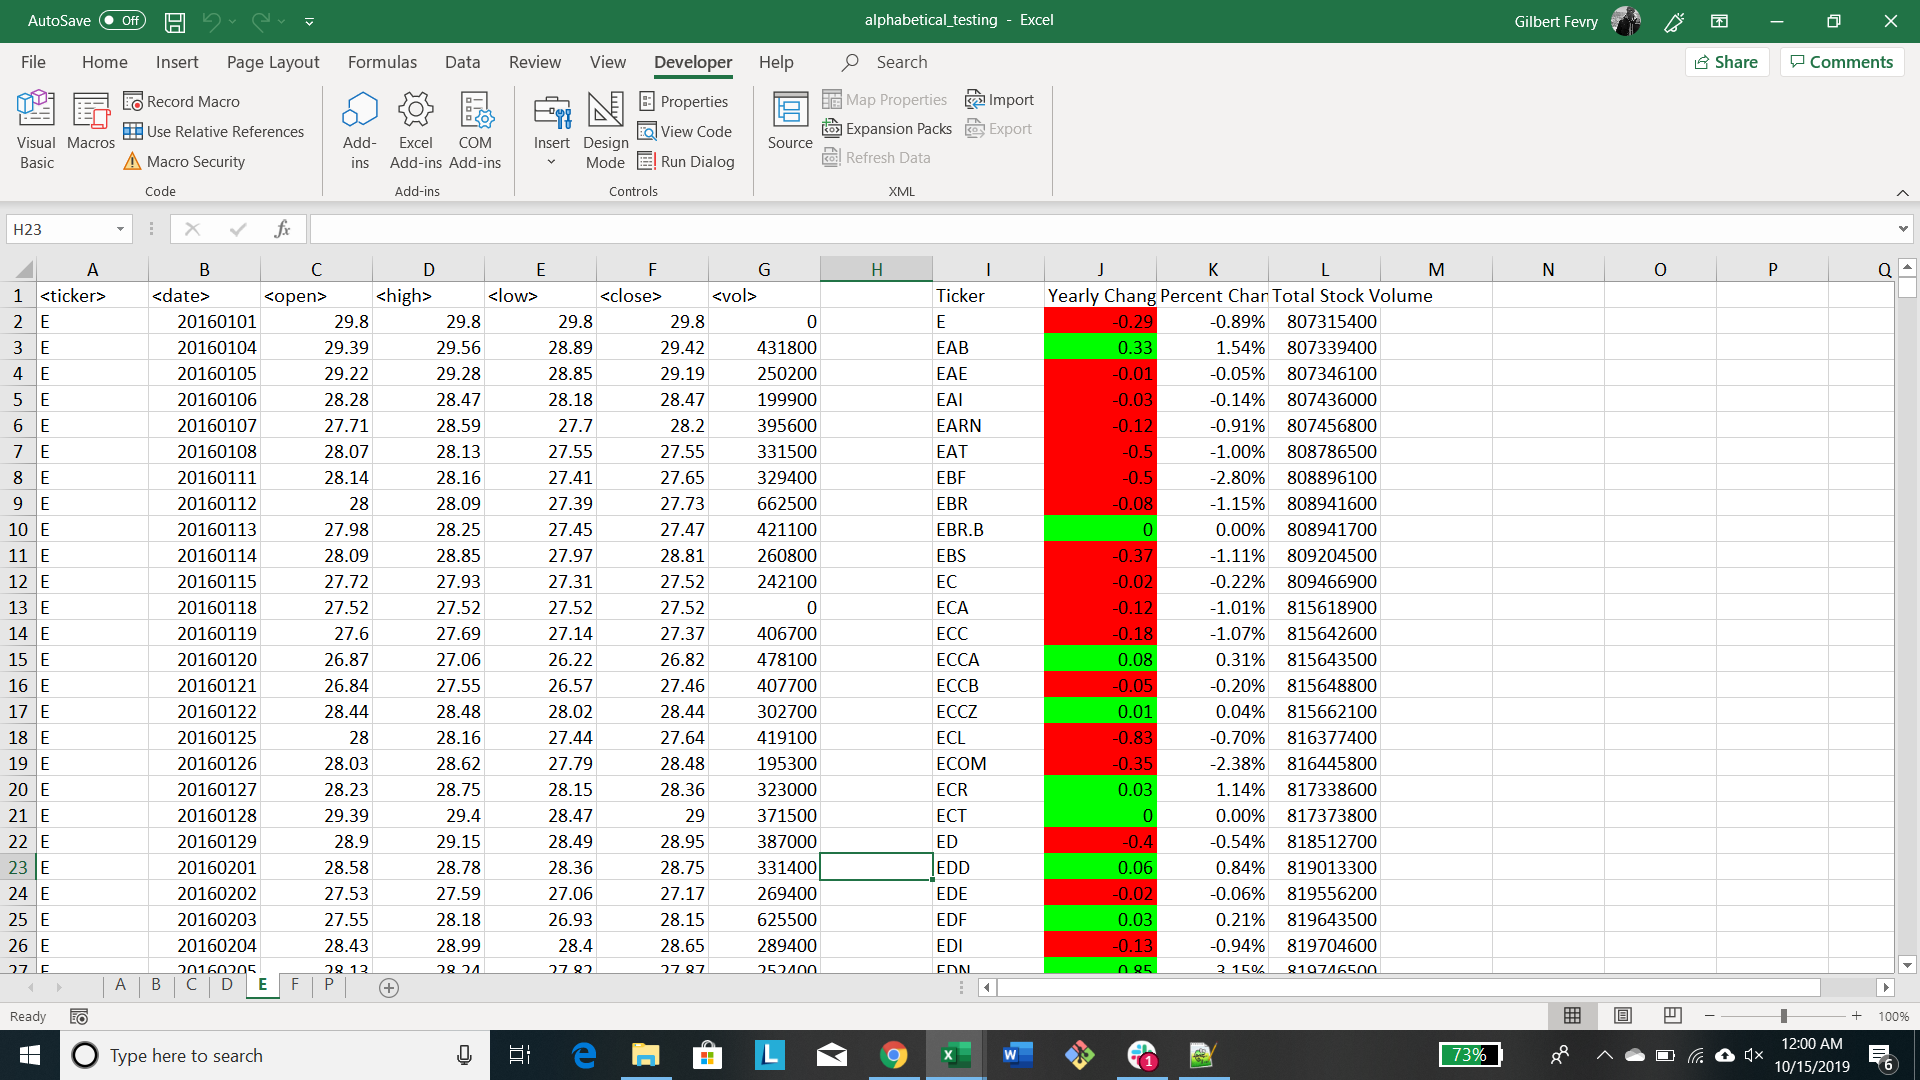 AutoSave Off alphabetical_testing - Excel Gilbert Fevry
File Home Insert Page Layout Formulas Data Review View Developer Help Search Share Comments
Visual Basic Macros Record Macro Use Relative References Macro Security Code
Add-ins Excel Add-ins COM Add-ins Add-ins
Insert Design Mode Properties View Code Run Dialog Controls
Source Map Properties Expansion Packs Refresh Data Import Export XML
H23 fx
A B C D E F G H I J K L M N O P Q
1 <ticker> <date> <open> <high> <low> <close> <vol> Ticker Yearly Chang Percent Char Total Stock Volume
2 E 20160101 29.8 29.8 29.8 29.8 0 E -0.29 -0.89% 807315400
3 E 20160104 29.39 29.56 28.89 29.42 431800 EAB 0.33 1.54% 807339400
4 E 20160105 29.22 29.28 28.85 29.19 250200 EAE -0.01 -0.05% 807346100
5 E 20160106 28.28 28.47 28.18 28.47 199900 EAI -0.03 -0.14% 807436000
6 E 20160107 27.71 28.59 27.7 28.2 395600 EARN -0.12 -0.91% 807456800
7 E 20160108 28.07 28.13 27.55 27.55 331500 EAT -0.5 -1.00% 808786500
8 E 20160111 28.14 28.16 27.41 27.65 329400 EBF -0.5 -2.80% 808896100
9 E 20160112 28 28.09 27.39 27.73 662500 EBR -0.08 -1.15% 808941600
10 E 20160113 27.98 28.25 27.45 27.47 421100 EBR.B 0 0.00% 808941700
11 E 20160114 28.09 28.85 27.97 28.81 260800 EBS -0.37 -1.11% 809204500
12 E 20160115 27.72 27.93 27.31 27.52 242100 EC -0.02 -0.22% 809466900
13 E 20160118 27.52 27.52 27.52 27.52 0 ECA -0.12 -1.01% 815618900
14 E 20160119 27.6 27.69 27.14 27.37 406700 ECC -0.18 -1.07% 815642600
15 E 20160120 26.87 27.06 26.22 26.82 478100 ECCA 0.08 0.31% 815643500
16 E 20160121 26.84 27.55 26.57 27.46 407700 ECCB -0.05 -0.20% 815648800
17 E 20160122 28.44 28.48 28.02 28.44 302700 ECCZ 0.01 0.04% 815662100
18 E 20160125 28 28.16 27.44 27.64 419100 ECL -0.83 -0.70% 816377400
19 E 20160126 28.03 28.62 27.79 28.48 195300 ECOM -0.35 -2.38% 816445800
20 E 20160127 28.23 28.75 28.15 28.36 323000 ECR 0.03 1.14% 817338600
21 E 20160128 29.39 29.4 28.47 29 371500 ECT 0 0.00% 817373800
22 E 20160129 28.9 29.15 28.49 28.95 387000 ED -0.4 -0.54% 818512700
23 E 20160201 28.58 28.78 28.36 28.75 331400 EDD 0.06 0.84% 819013300
24 E 20160202 27.53 27.59 27.06 27.17 269400 EDE -0.02 -0.06% 819556200
25 E 20160203 27.55 28.18 26.93 28.15 625500 EDF 0.03 0.21% 819643500
26 E 20160204 28.43 28.99 28.4 28.65 289400 EDI -0.13 -0.94% 819704600
27 E 20160205 28.13 28.24 27.82 27.87 252400 EDN 0.85 3.15% 819746500
A B C D E F P
Ready 100%
Type here to search 73% 12:00 AM
10/15/2019 6